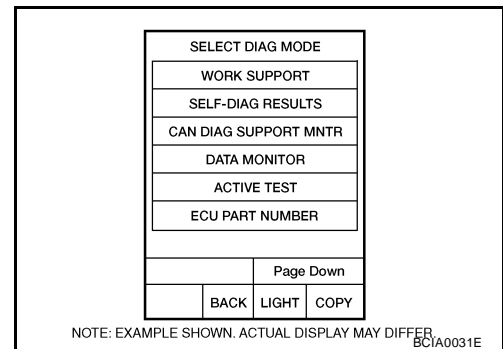 SELECT DIAG MODE
WORK SUPPORT
SELF-DIAG RESULTS
CAN DIAG SUPPORT MNTR
DATA MONITOR
ACTIVE TEST
ECU PART NUMBER
Page Down
BACK LIGHT COPY
NOTE: EXAMPLE SHOWN. ACTUAL DISPLAY MAY DIFFER.
BCIA0031E